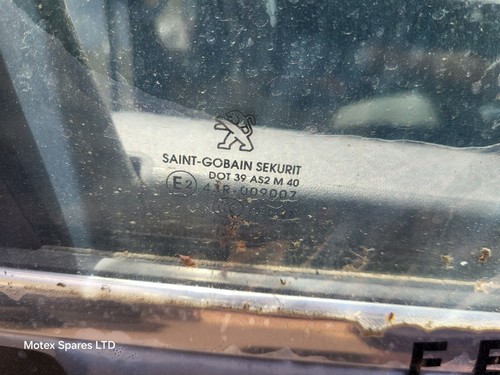 SAINT-GOBAIN SEKURIT
DOT 39 AS2 M 40
E2 43R-009007
Motex Spares LTD